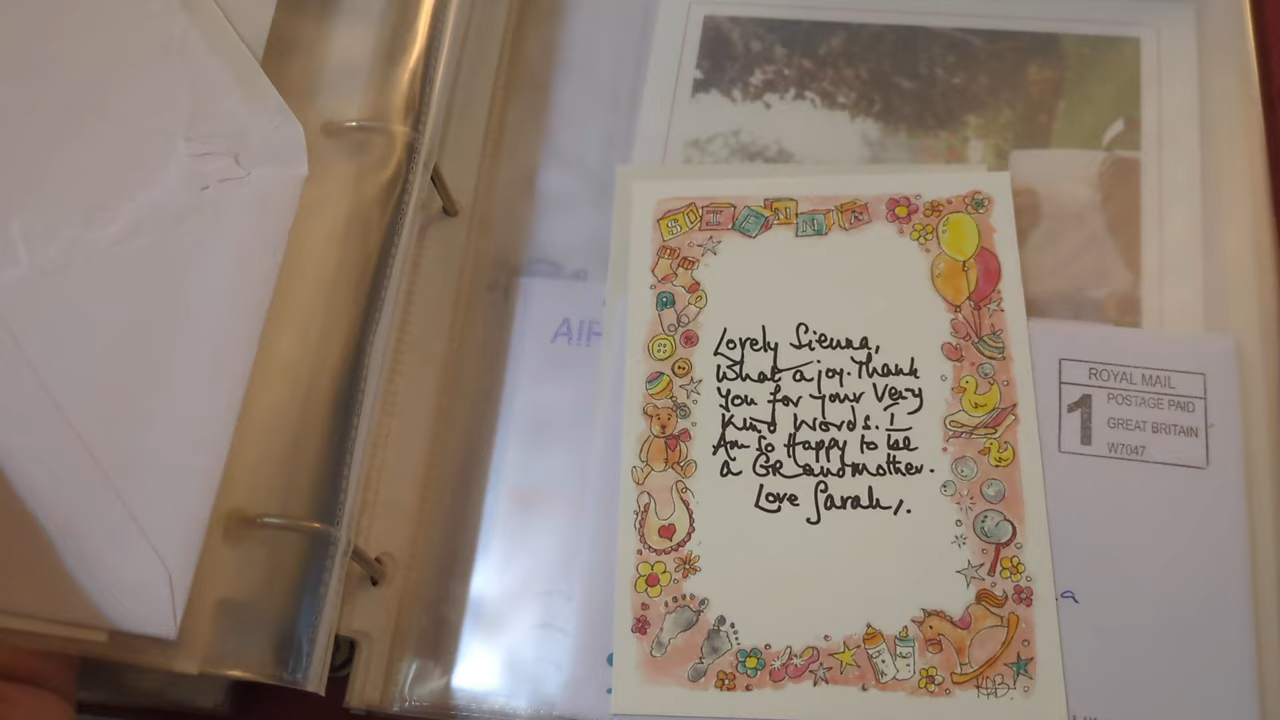 SIENNA
Lovely Sienna,
What a joy. Thank
You for your Very
Kind Words. I
Am so Happy to be
a GRandmother.
Love Sarah,.
KAB!
AIR
ROYAL MAIL
1
POSTAGE PAID
GREAT BRITAIN
W7047